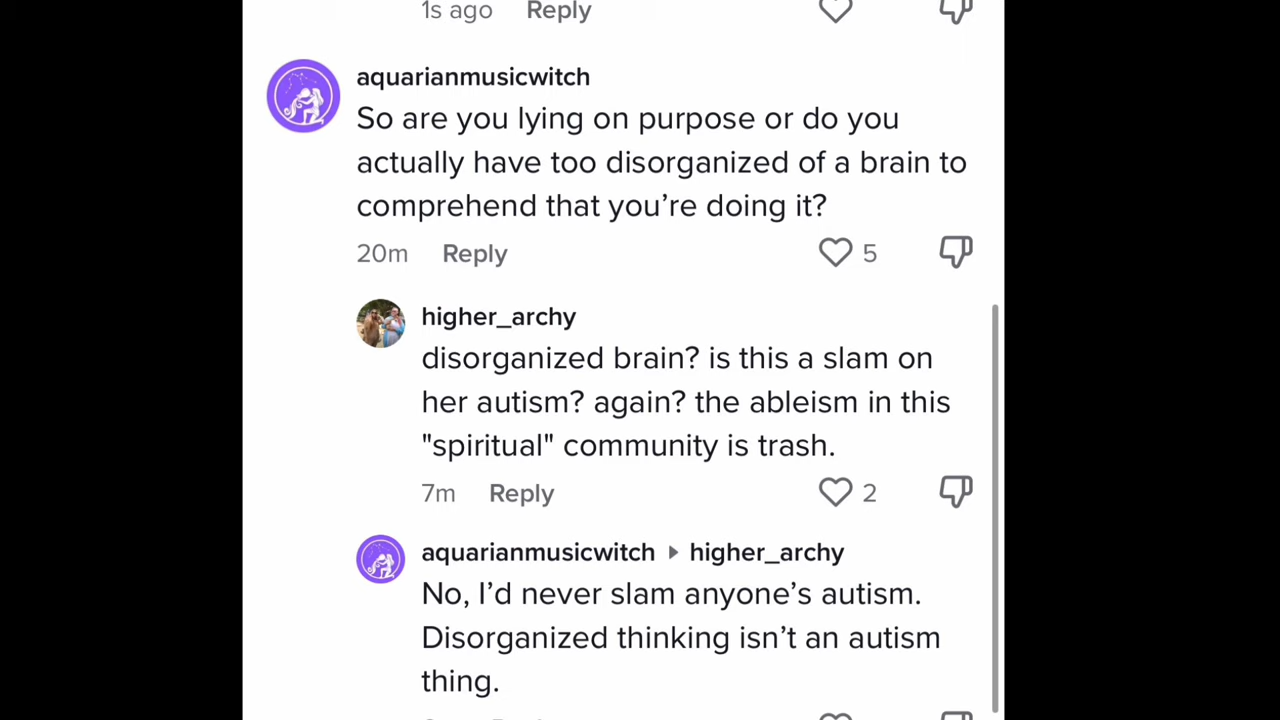 1s ago Reply
aquarianmusicwitch
So are you lying on purpose or do you
actually have too disorganized of a brain to
comprehend that you're doing it?
20m Reply 5
higher_archy
disorganized brain? is this a slam on
her autism? again? the ableism in this
"spiritual" community is trash.
7m Reply 2
aquarianmusicwitch ▸ higher_archy
No, I'd never slam anyone's autism.
Disorganized thinking isn't an autism
thing.